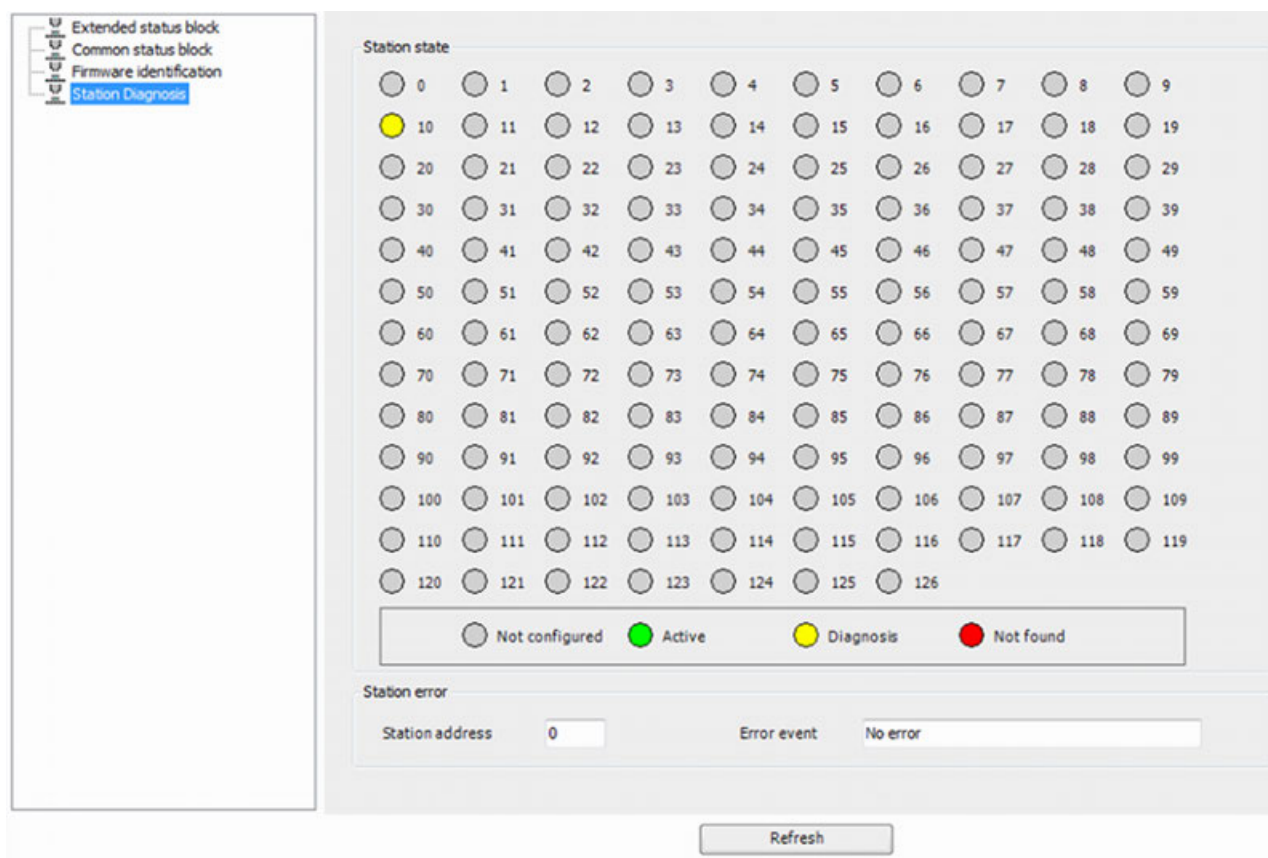 Extended status block
Common status block
Firmware identification
Station Diagnosis
Station state
0 1 2 3 4 5 6 7 8 9
10 11 12 13 14 15 16 17 18 19
20 21 22 23 24 25 26 27 28 29
30 31 32 33 34 35 36 37 38 39
40 41 42 43 44 45 46 47 48 49
50 51 52 53 54 55 56 57 58 59
60 61 62 63 64 65 66 67 68 69
70 71 72 73 74 75 76 77 78 79
80 81 82 83 84 85 86 87 88 89
90 91 92 93 94 95 96 97 98 99
100 101 102 103 104 105 106 107 108 109
110 111 112 113 114 115 116 117 118 119
120 121 122 123 124 125 126
Not configured Active Diagnosis Not found
Station error
Station address 0 Error event No error
Refresh